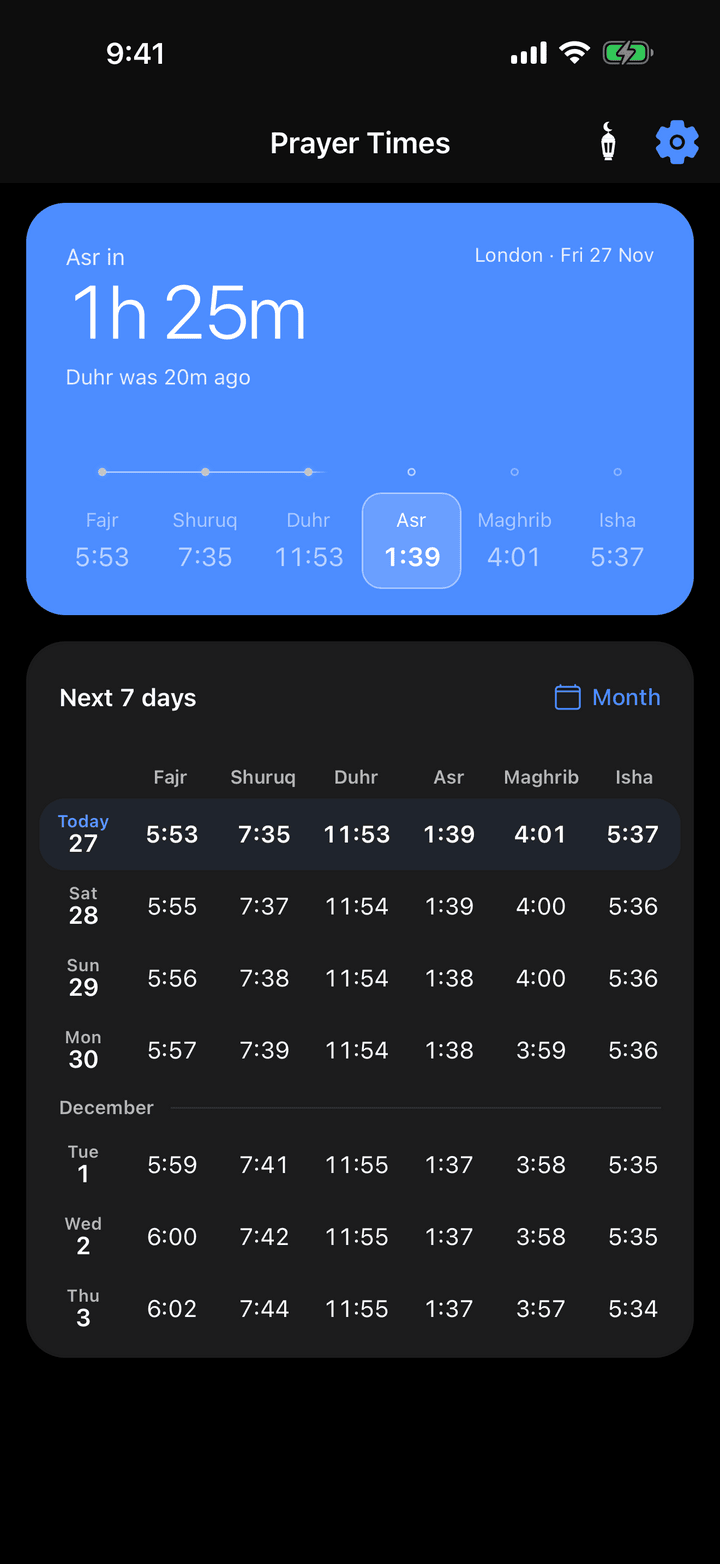 9:41
Prayer Times
Asr in
London · Fri 27 Nov
1h 25m
Duhr was 20m ago
Fajr Shuruq Duhr Asr Maghrib Isha
5:53 7:35 11:53 1:39 4:01 5:37
Next 7 days
Month
Fajr Shuruq Duhr Asr Maghrib Isha
Today
27 5:53 7:35 11:53 1:39 4:01 5:37
Sat
28 5:55 7:37 11:54 1:39 4:00 5:36
Sun
29 5:56 7:38 11:54 1:38 4:00 5:36
Mon
30 5:57 7:39 11:54 1:38 3:59 5:36
December
Tue
1 5:59 7:41 11:55 1:37 3:58 5:35
Wed
2 6:00 7:42 11:55 1:37 3:58 5:35
Thu
3 6:02 7:44 11:55 1:37 3:57 5:34